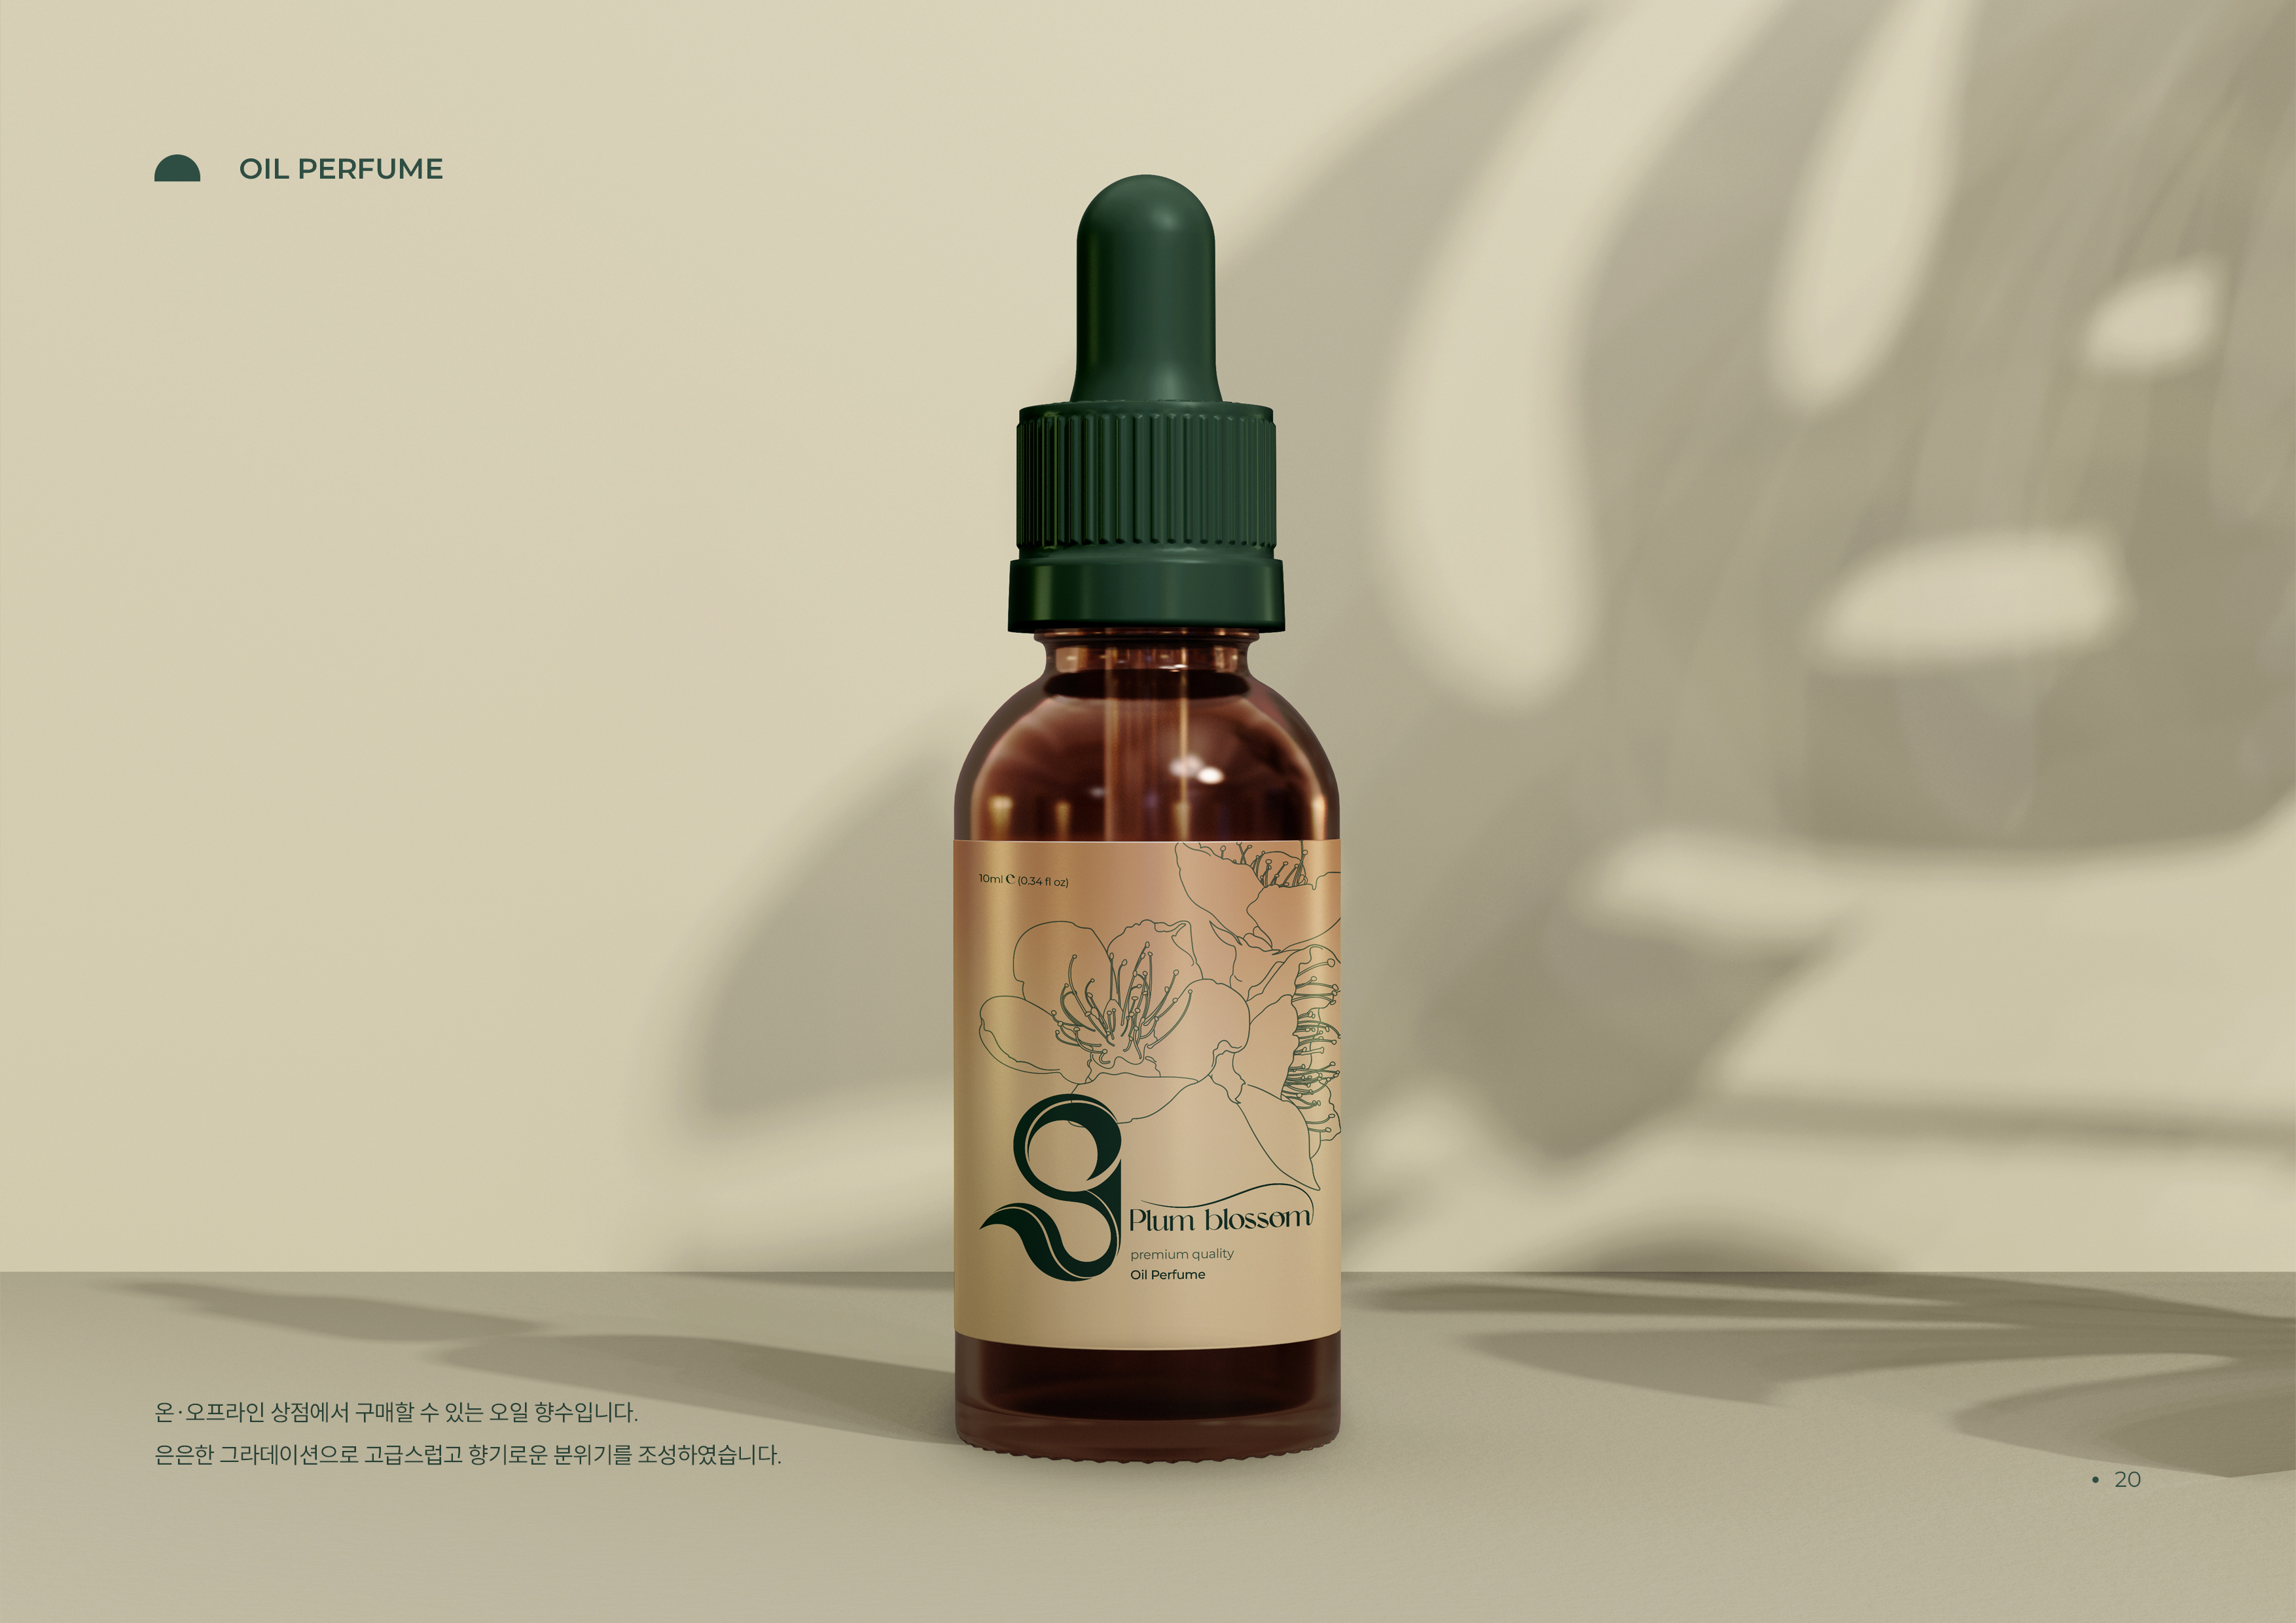 OIL PERFUME
10ml ℮ (0.34 fl oz)
g
Plum blossom
premium quality
Oil Perfume
온·오프라인 상점에서 구매할 수 있는 오일 향수입니다.
은은한 그라데이션으로 고급스럽고 향기로운 분위기를 조성하였습니다.
• 20